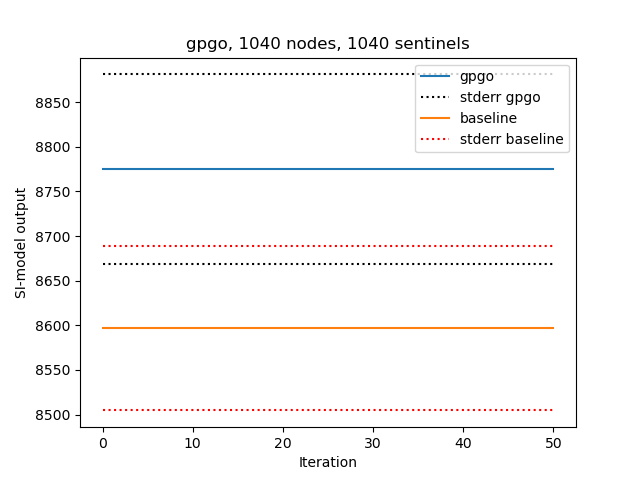 gpgo, 1040 nodes, 1040 sentinels
gpgo
stderr gpgo
baseline
stderr baseline
SI-model output
8850
8800
8750
8700
8650
8600
8550
8500
0 10 20 30 40 50
Iteration